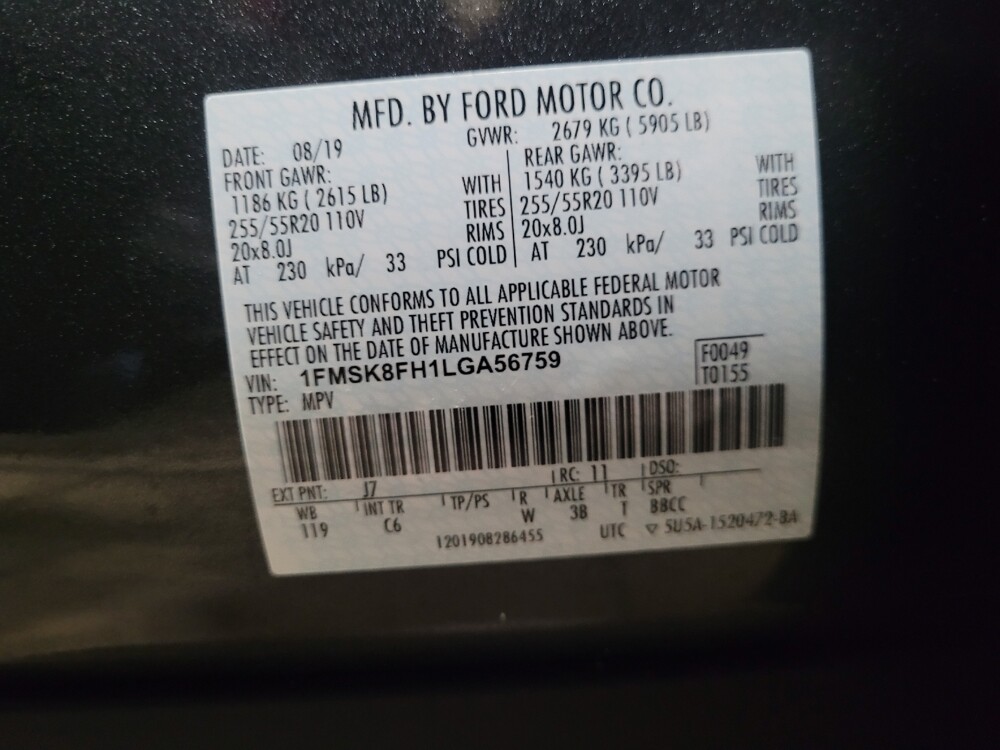 MFD. BY FORD MOTOR CO.
DATE: 08/19 GVWR: 2679 KG ( 5905 LB)
FRONT GAWR: REAR GAWR:
1186 KG ( 2615 LB) WITH 1540 KG ( 3395 LB) WITH
255/55R20 110V TIRES 255/55R20 110V TIRES
20x8.0J RIMS 20x8.0J RIMS
AT 230 kPa/ 33 PSI COLD AT 230 kPa/ 33 PSI COLD
THIS VEHICLE CONFORMS TO ALL APPLICABLE FEDERAL MOTOR
VEHICLE SAFETY AND THEFT PREVENTION STANDARDS IN
EFFECT ON THE DATE OF MANUFACTURE SHOWN ABOVE.
VIN: 1FMSK8FH1LGA56759 F0049
TYPE: MPV T0155
EXT PNT: J7 RC: 11 DSO:
WB INT TR TP/PS R AXLE TR SPR
119 C6 W 38 T BBCC
1201908286455 UTC ▽ 5U5A-1520472-BA